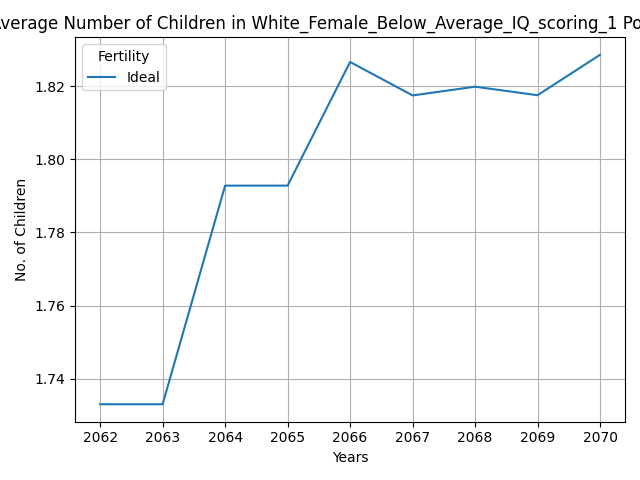 Average Number of Children in White_Female_Below_Average_IQ_scoring_1 Po
Fertility
Ideal
1.82
1.80
1.78
1.76
1.74
No. of Children
2062 2063 2064 2065 2066 2067 2068 2069 2070
Years